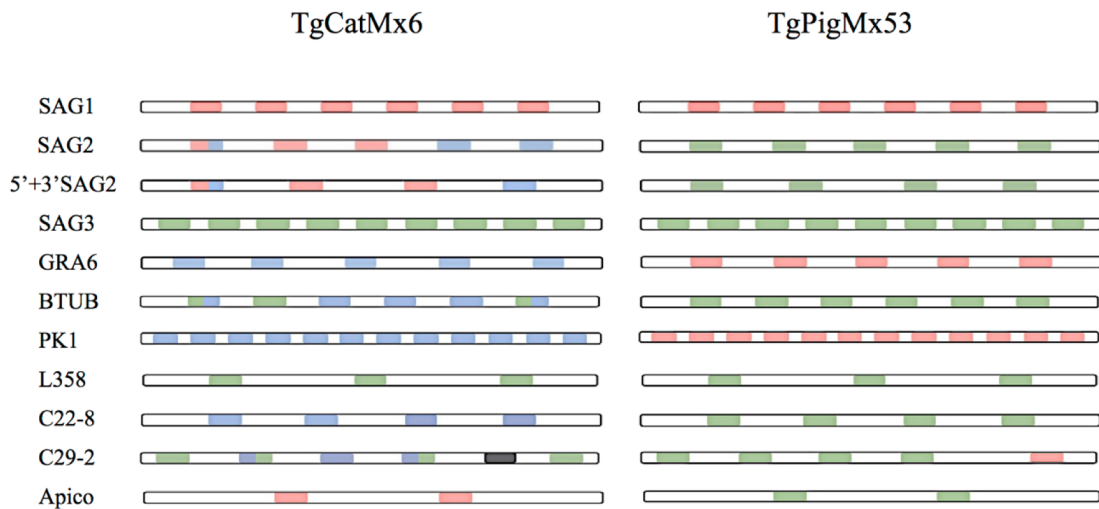 TgCatMx6 TgPigMx53
SAG1
SAG2
5’+3’SAG2
SAG3
GRA6
BTUB
PK1
L358
C22-8
C29-2
Apico